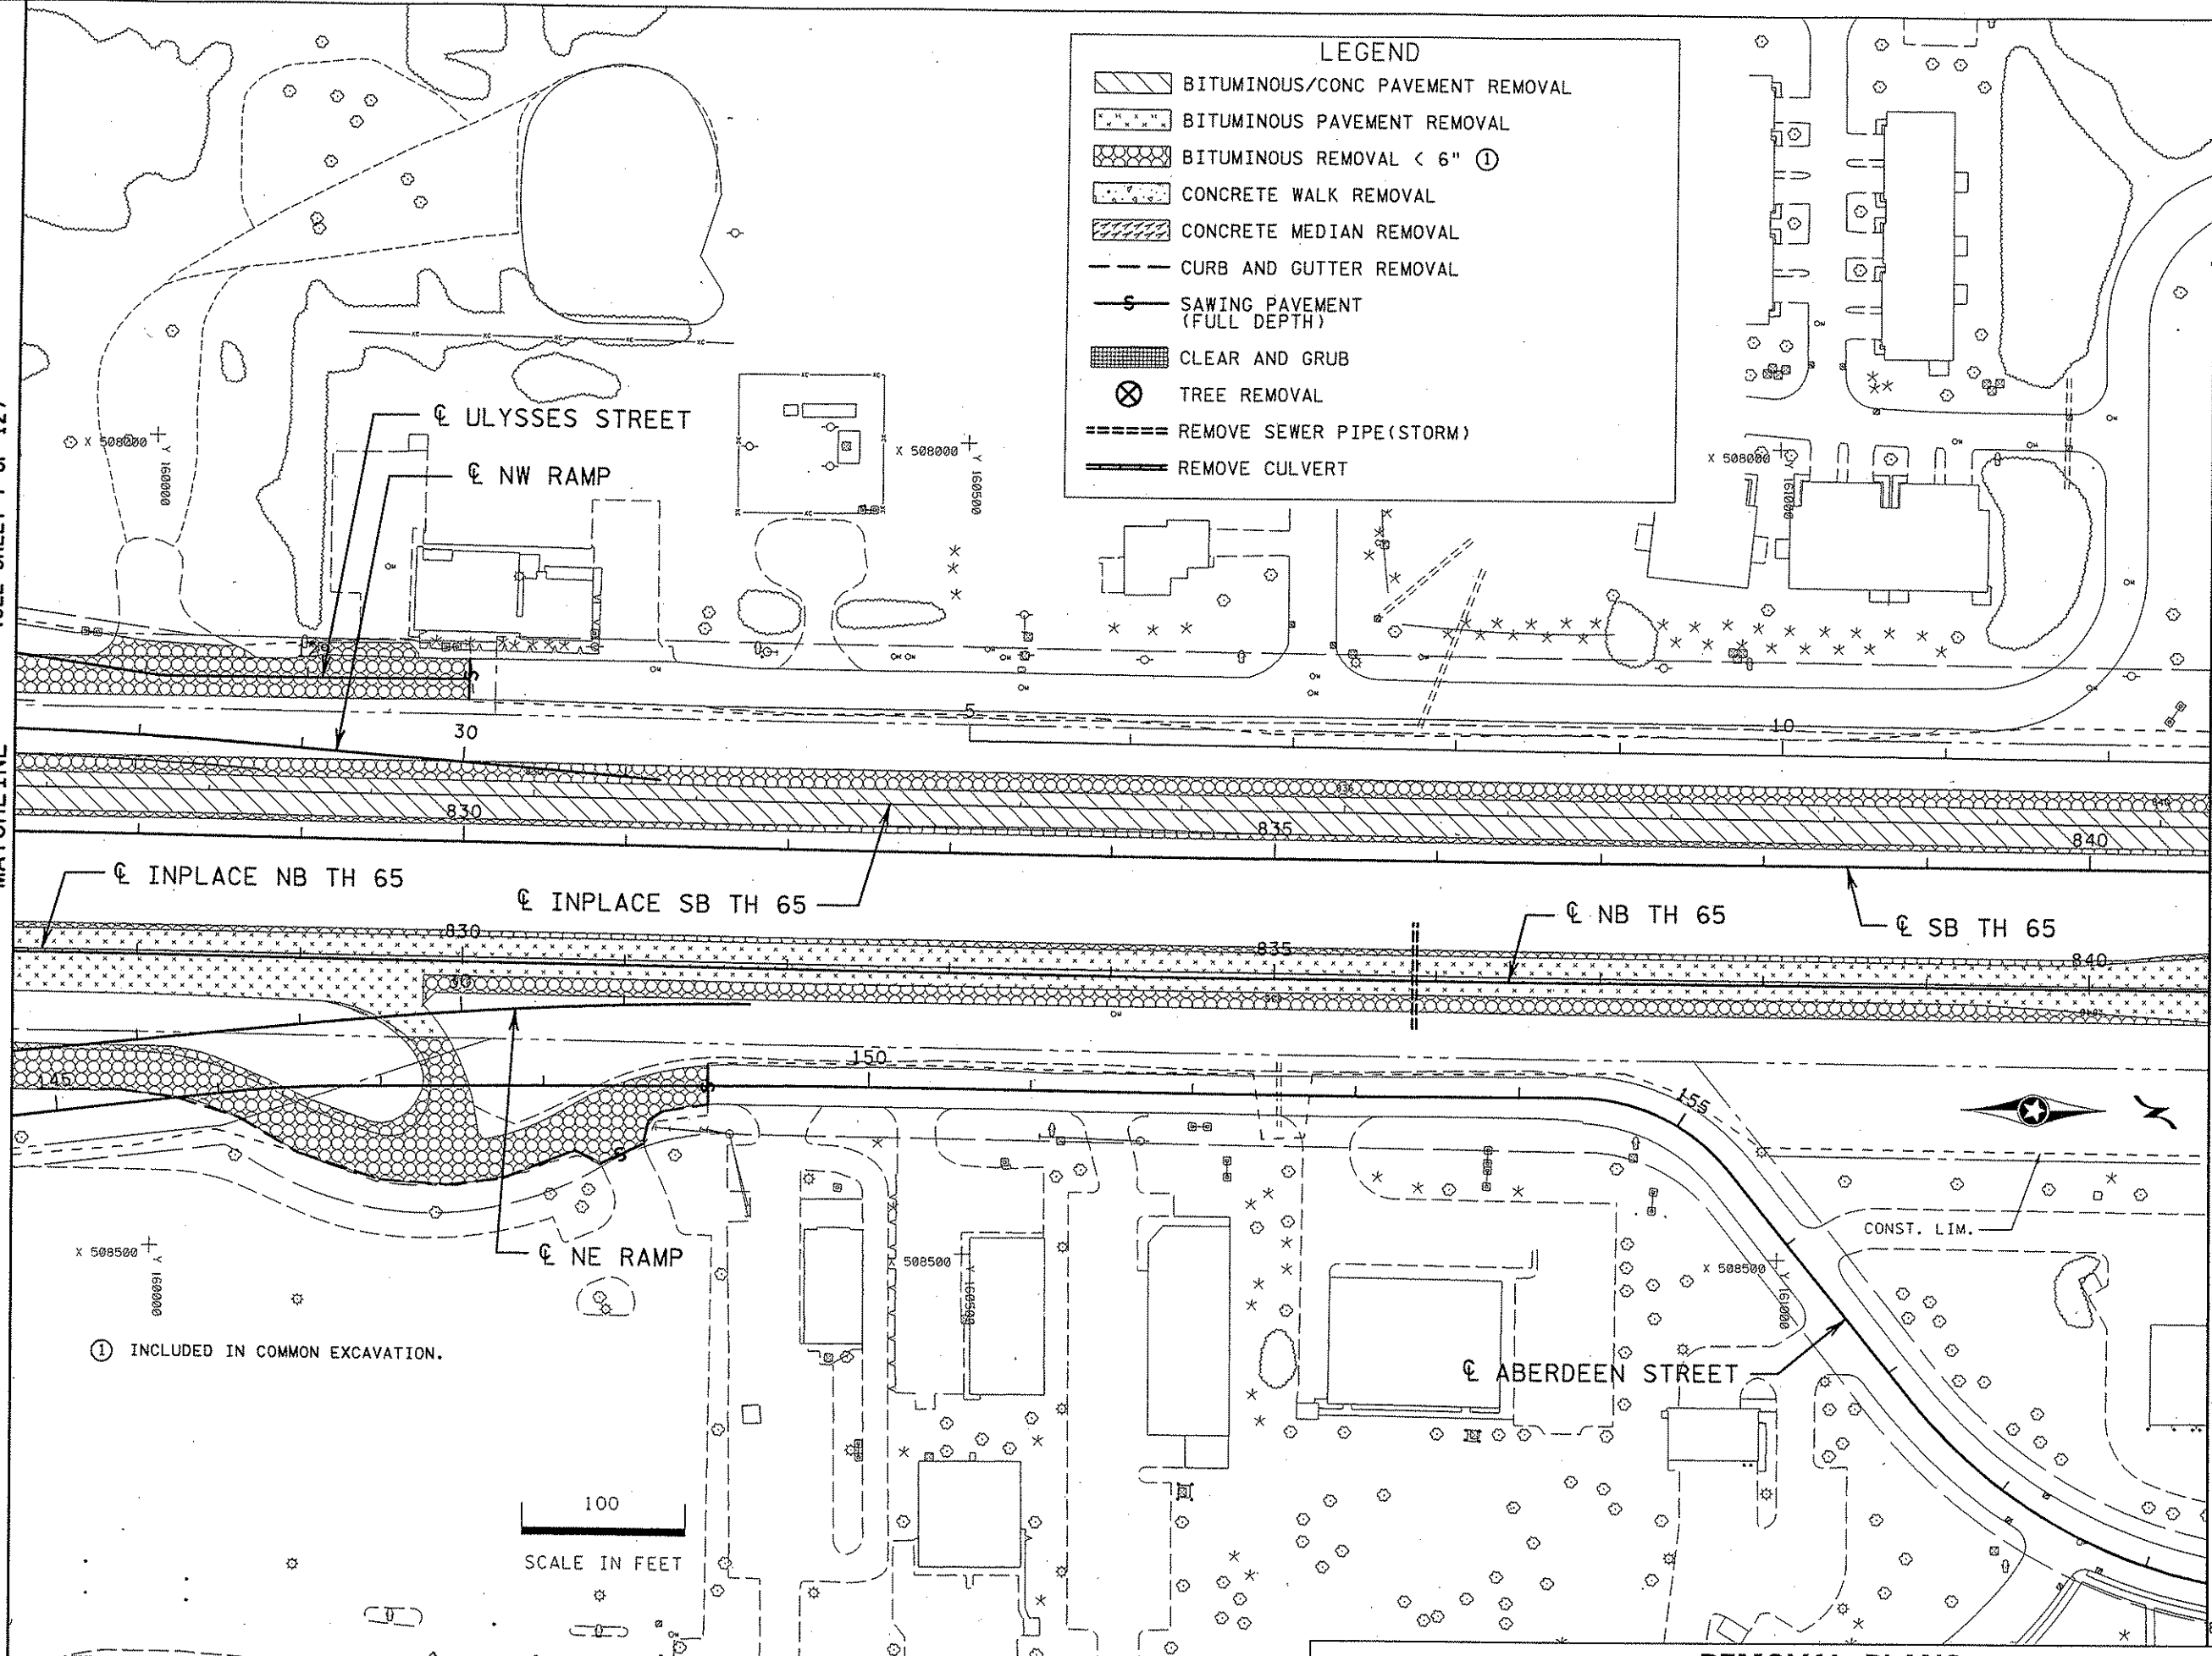 LEGEND
BITUMINOUS/CONC PAVEMENT REMOVAL
BITUMINOUS PAVEMENT REMOVAL
BITUMINOUS REMOVAL < 6" ①
CONCRETE WALK REMOVAL
CONCRETE MEDIAN REMOVAL
CURB AND GUTTER REMOVAL
S SAWING PAVEMENT
(FULL DEPTH)
CLEAR AND GRUB
TREE REMOVAL
REMOVE SEWER PIPE(STORM)
REMOVE CULVERT
℄ ULYSSES STREET
℄ NW RAMP
X 508000
Y 160000
X 508000
Y 160500
X 508000
Y 161000
S
30
5
10
830
835
840
℄ INPLACE NB TH 65
℄ INPLACE SB TH 65
℄ NB TH 65
℄ SB TH 65
830
835
840
30
145
150
155
S
S
℄ NE RAMP
CONST. LIM.
X 508500
Y 160000
508500
Y 160500
X 508500
Y 161000
① INCLUDED IN COMMON EXCAVATION.
℄ ABERDEEN STREET
100
SCALE IN FEET